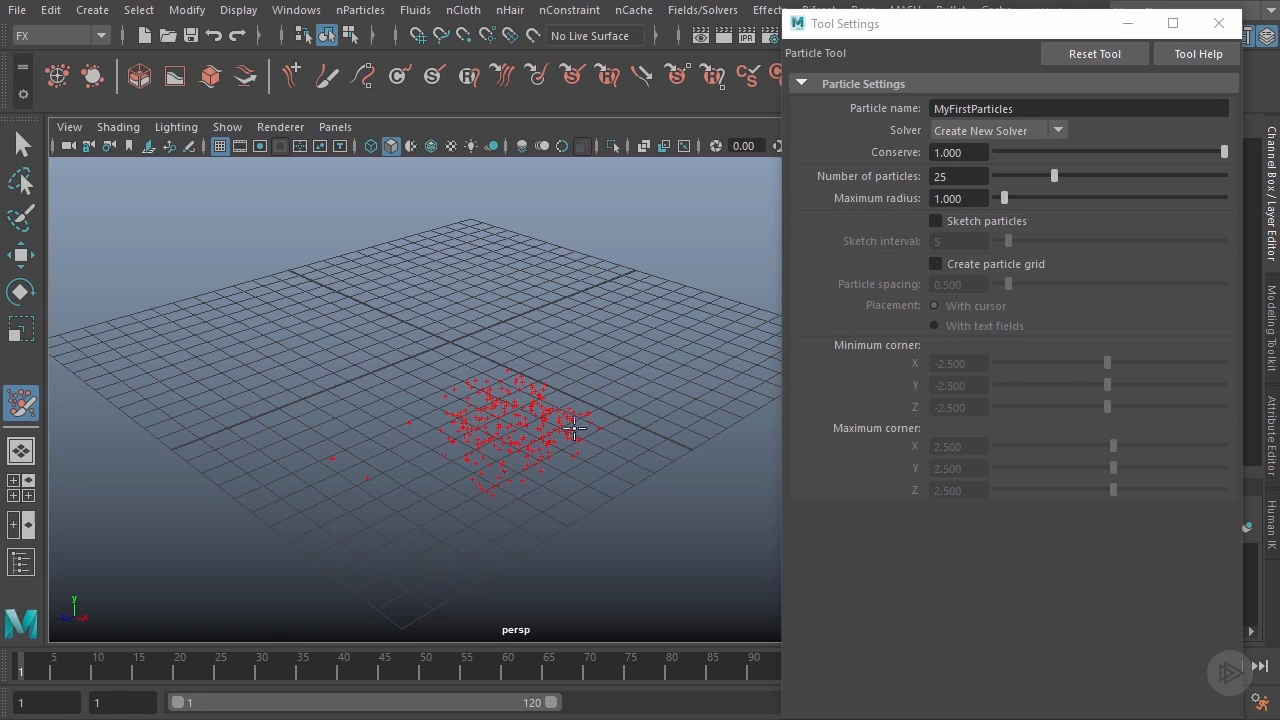 File Edit Create Select Modify Display Windows nParticles Fluids nCloth nHair nConstraint nCache Fields/Solvers
Tool Settings
FX
No Live Surface
IPR
Particle Tool
Reset Tool
Tool Help
Particle Settings
Particle name: MyFirstParticles
Solver Create New Solver
Conserve: 1.000
Number of particles: 25
Maximum radius: 1.000
Sketch particles
Sketch interval: 5
Create particle grid
Particle spacing: 0.500
Placement: With cursor
With text fields
Minimum corner:
X -2.500
Y -2.500
Z -2.500
Maximum corner:
X 2.500
Y 2.500
Z 2.500
View Shading Lighting Show Renderer Panels
0.00
y
z
x
persp
Channel Box / Layer Editor
Modeling Toolkit
Attribute Editor
Human IK
5 10 15 20 25 30 35 40 45 50 55 60 65 70 75 80 85 90
1
1 1 1 120